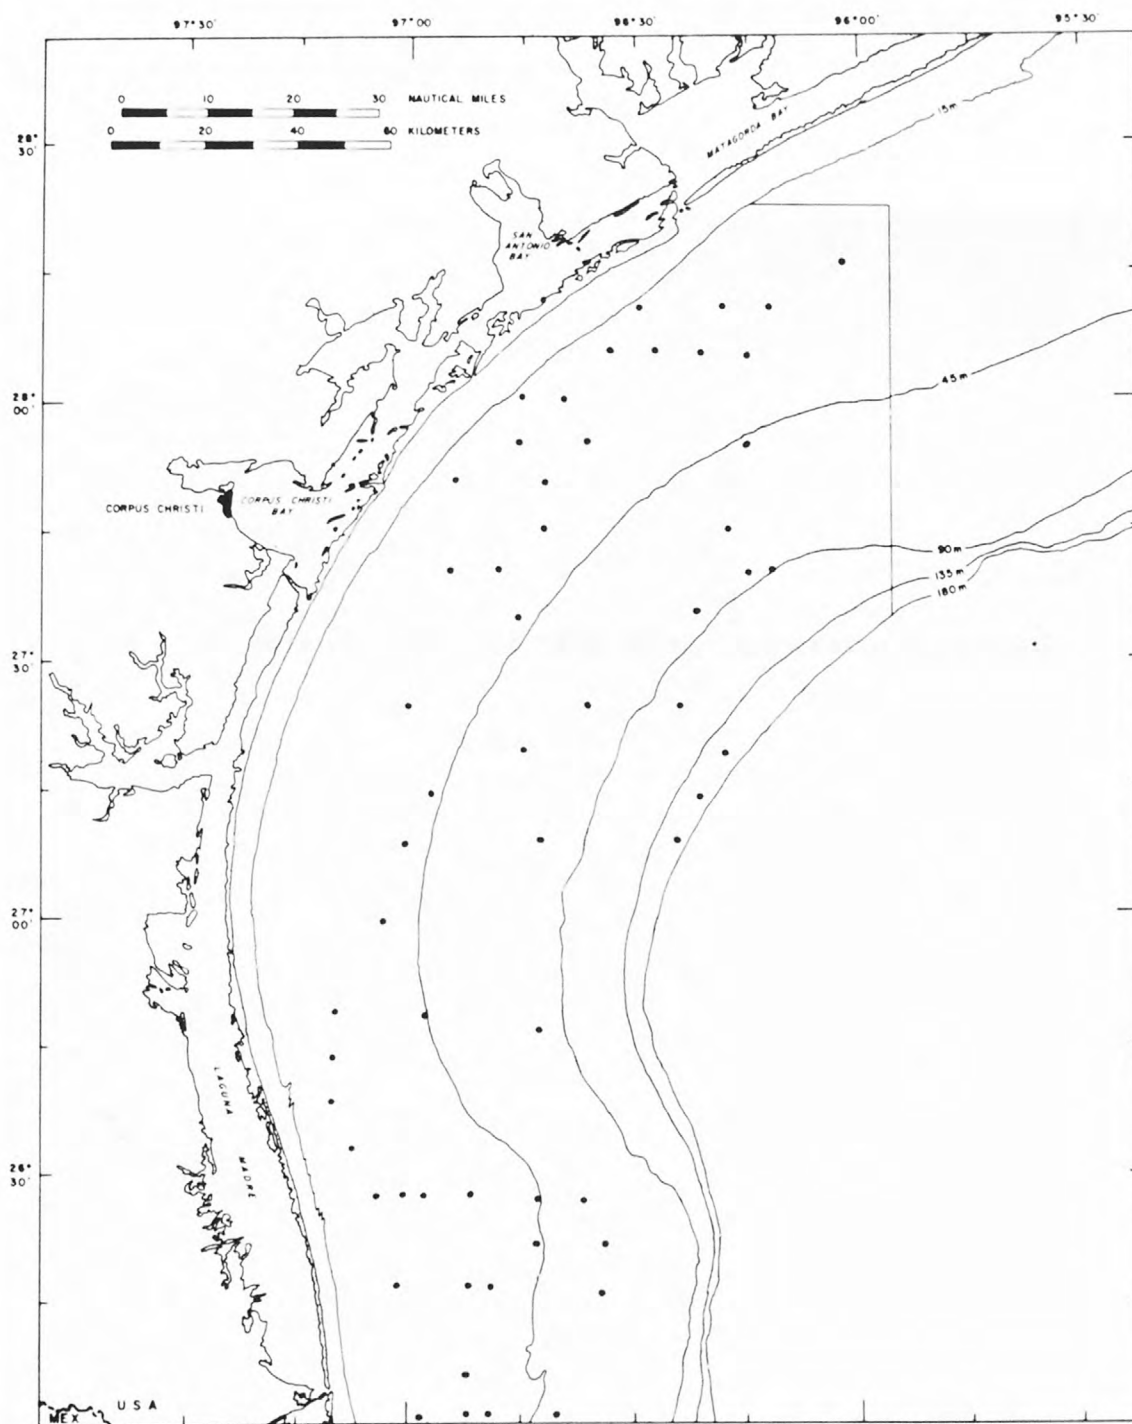 97°30'
97°00'
96°30'
96°00'
95°30'
0 10 20 30 NAUTICAL MILES
0 20 40 60 KILOMETERS
15m
MATAGORDA BAY
28°
30'
SAN
ANTONIO
BAY
45m
28°
00'
CORPUS CHRISTI
CORPUS CHRISTI
BAY
90m
135m
180m
27°
30'
27°
00'
LAGUNA
MADRE
26°
30'
USA
MEX